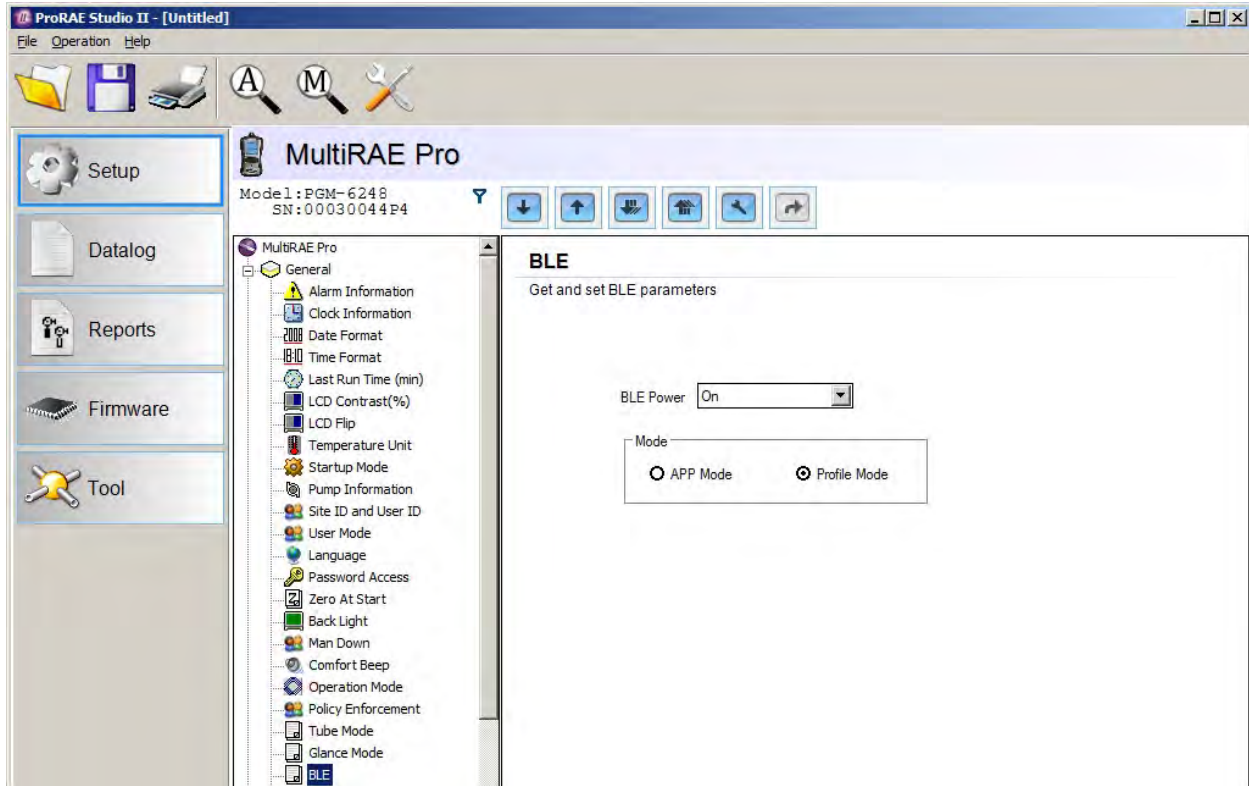 ProRAE Studio II - [Untitled]
File Operation Help
A M
Setup
Datalog
Reports
Firmware
Tool
MultiRAE Pro
Model:PGM-6248
SN:00030044P4
MultiRAE Pro
General
Alarm Information
Clock Information
Date Format
Time Format
Last Run Time (min)
LCD Contrast(%)
LCD Flip
Temperature Unit
Startup Mode
Pump Information
Site ID and User ID
User Mode
Language
Password Access
Zero At Start
Back Light
Man Down
Comfort Beep
Operation Mode
Policy Enforcement
Tube Mode
Glance Mode
BLE
BLE
Get and set BLE parameters
BLE Power On
Mode
APP Mode Profile Mode